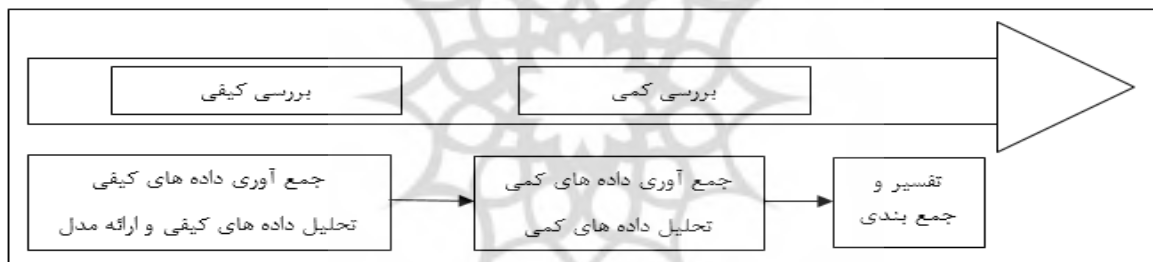 بررسی کیفی
بررسی کمی
جمع آوری داده های کیفی
تحلیل داده های کیفی و ارائه مدل
جمع آوری داده های کمی
تحلیل داده های کمی
تفسیر و
جمع بندی